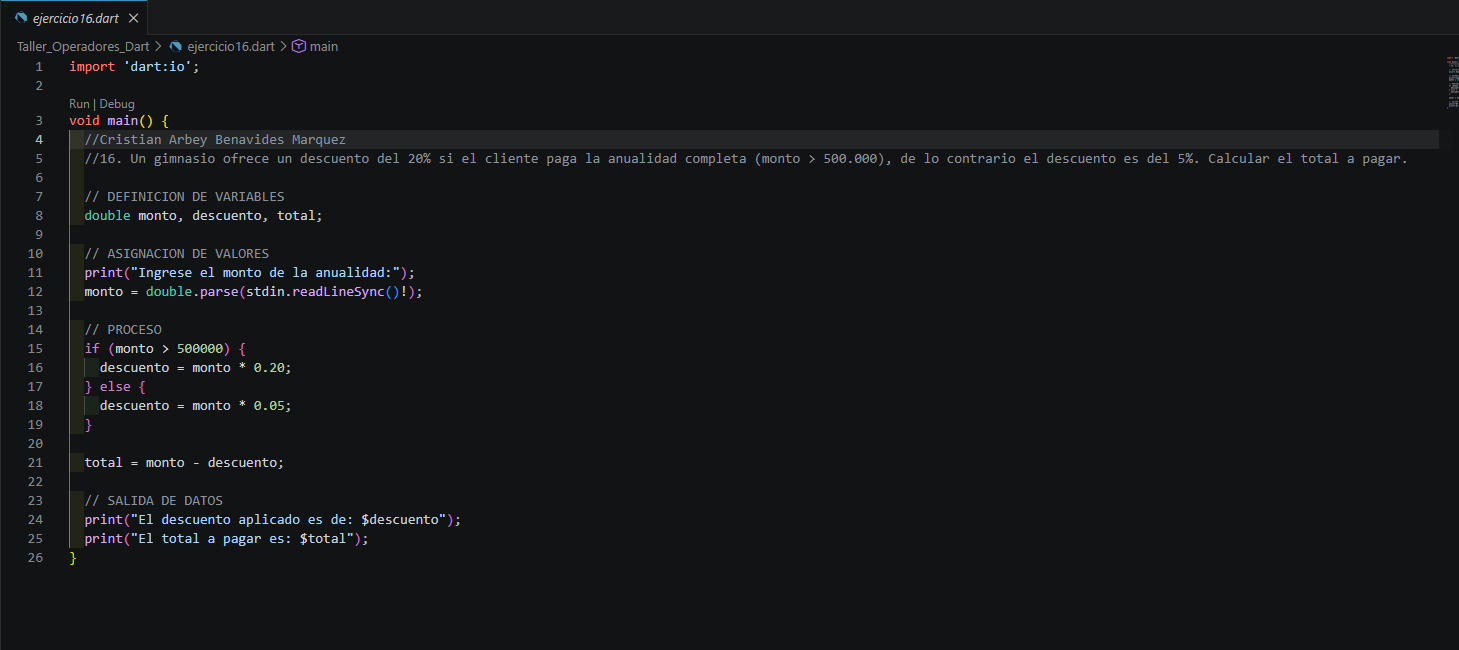 ejercicio16.dart
Taller_Operadores_Dart > ejercicio16.dart > main
1 import 'dart:io';
2
Run | Debug
3 void main() {
4 //Cristian Arbey Benavides Marquez
5 //16. Un gimnasio ofrece un descuento del 20% si el cliente paga la anualidad completa (monto > 500.000), de lo contrario el descuento es del 5%. Calcular el total a pagar.
6
7 // DEFINICION DE VARIABLES
8 double monto, descuento, total;
9
10 // ASIGNACION DE VALORES
11 print("Ingrese el monto de la anualidad:");
12 monto = double.parse(stdin.readLineSync()!);
13
14 // PROCESO
15 if (monto > 500000) {
16 descuento = monto * 0.20;
17 } else {
18 descuento = monto * 0.05;
19 }
20
21 total = monto - descuento;
22
23 // SALIDA DE DATOS
24 print("El descuento aplicado es de: $descuento");
25 print("El total a pagar es: $total");
26 }